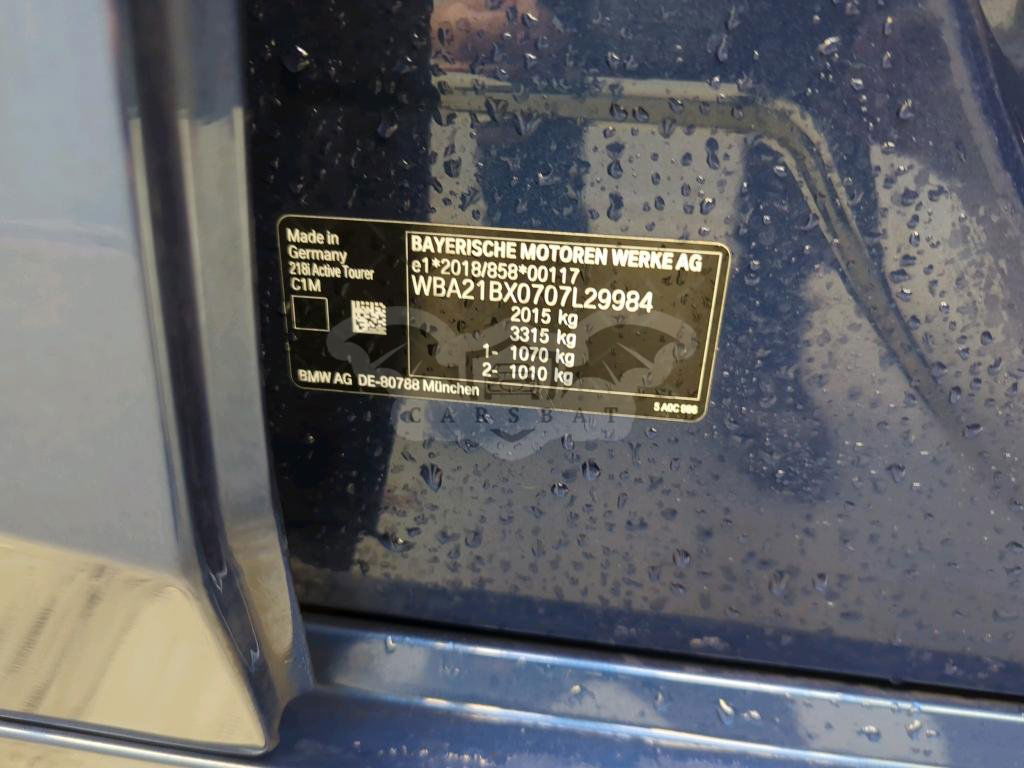 Made in
Germany
218i Active Tourer
C1M
BAYERISCHE MOTOREN WERKE AG
e1*2018/858*00117
WBA21BX0707L29984
2015 kg
3315 kg
1- 1070 kg
2- 1010 kg
BMW AG DE-80788 München
CARSBAT